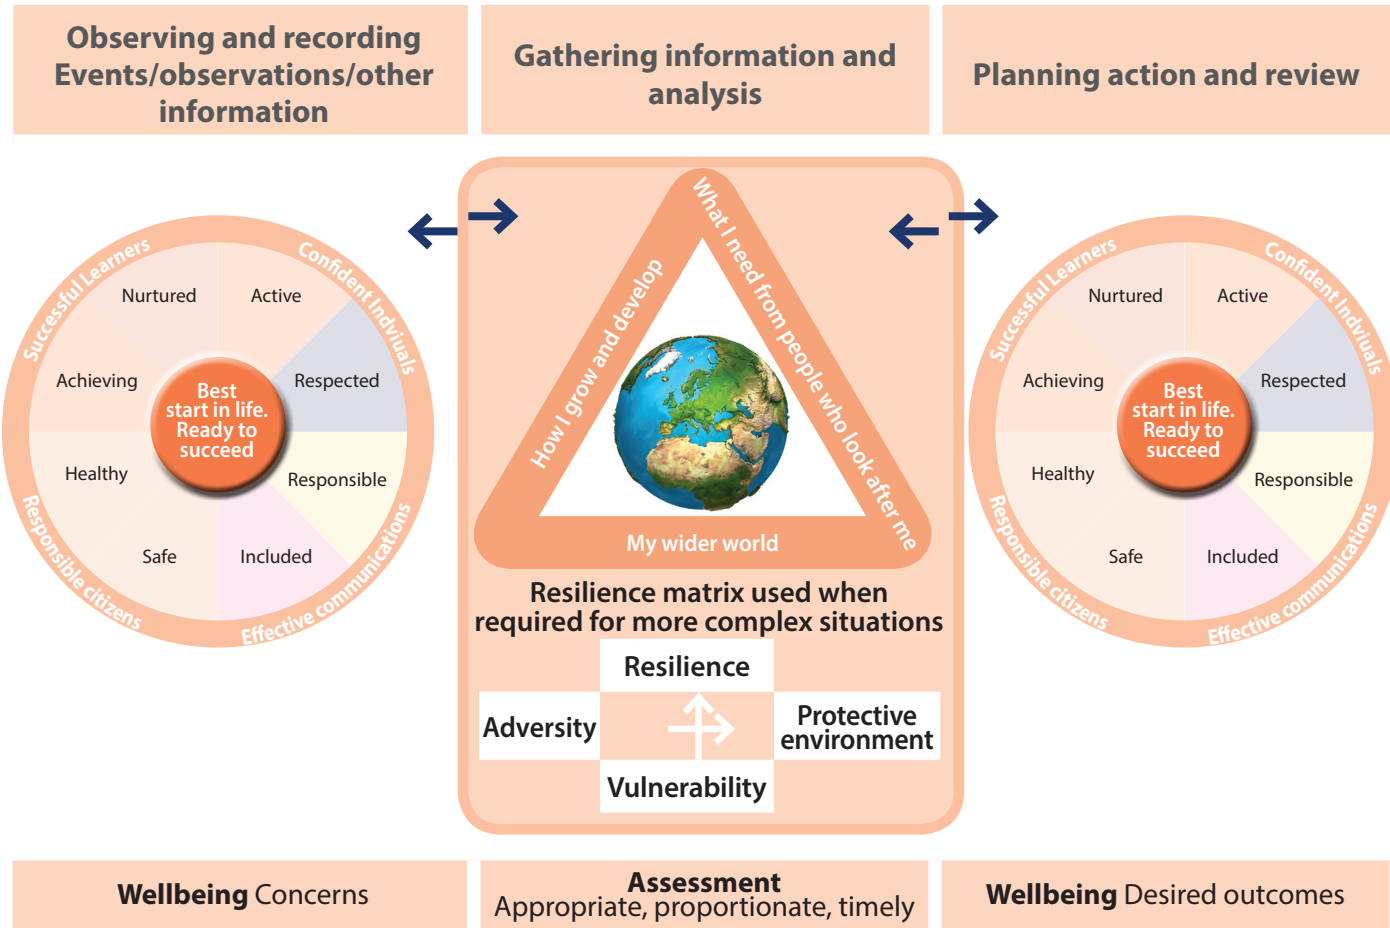 Observing and recording
Events/observations/other
information
Gathering information and
analysis
Planning action and review
Successful Learners
Confident Indviuals
Responsible citizens
Effective communications
Nurtured
Active
Achieving
Respected
Healthy
Responsible
Safe
Included
Best
start in life.
Ready to
succeed
How I grow and develop
What I need from people who look after me
My wider world
Resilience matrix used when
required for more complex situations
Resilience
Adversity
Protective
environment
Vulnerability
Successful Learners
Confident Indviuals
Responsible citizens
Effective communications
Nurtured
Active
Achieving
Respected
Healthy
Responsible
Safe
Included
Best
start in life.
Ready to
succeed
Wellbeing Concerns
Assessment
Appropriate, proportionate, timely
Wellbeing Desired outcomes